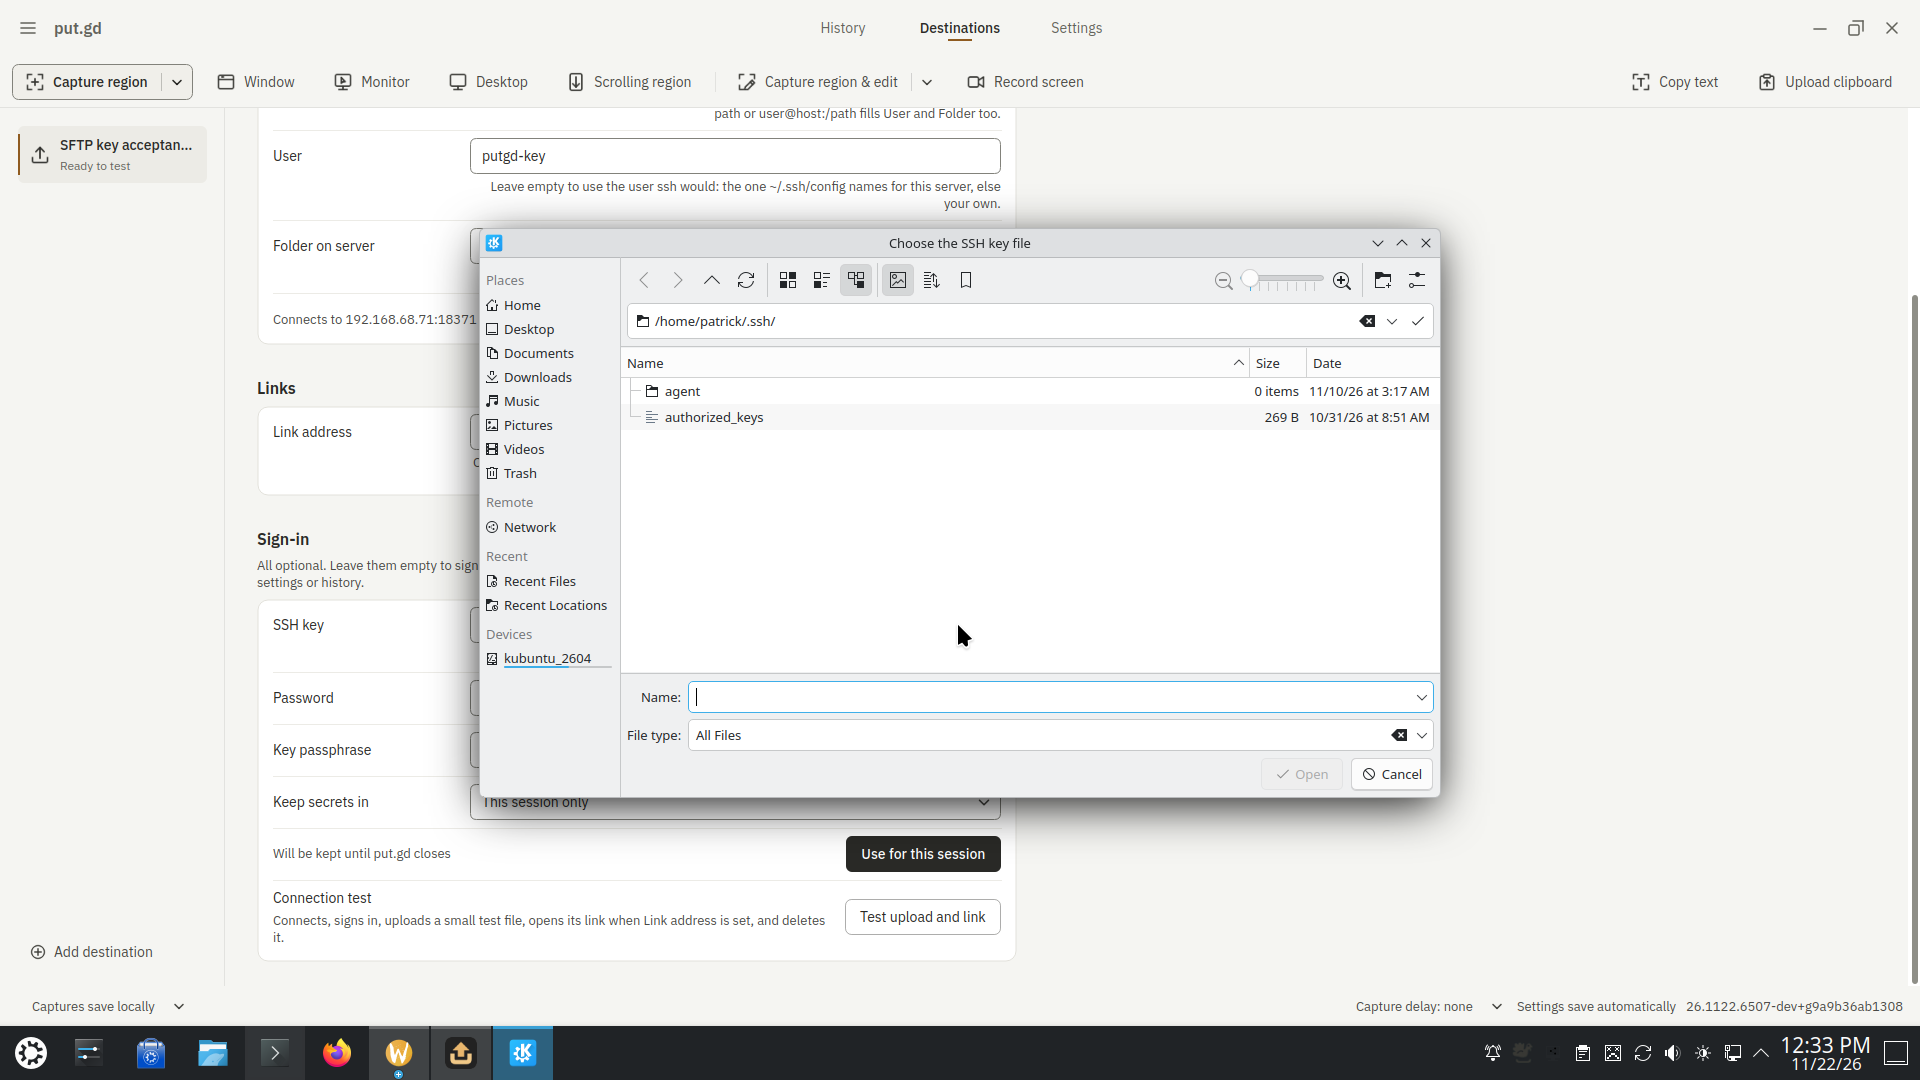 put.gd
History
Destinations
Settings
Capture region
Window
Monitor
Desktop
Scrolling region
Capture region & edit
Record screen
Copy text
Upload clipboard
SFTP key acceptan...
Ready to test
path or user@host:/path fills User and Folder too.
User
putgd-key
Leave empty to use the user ssh would: the one ~/.ssh/config names for this server, else
your own.
Folder on server
Connects to 192.168.68.71:18371
Links
Link address
Sign-in
All optional. Leave them empty to sign
settings or history.
SSH key
Password
Key passphrase
Keep secrets in
This session only
Will be kept until put.gd closes
Use for this session
Connection test
Connects, signs in, uploads a small test file, opens its link when Link address is set, and deletes
it.
Test upload and link
Add destination
Choose the SSH key file
Places
Home
Desktop
Documents
Downloads
Music
Pictures
Videos
Trash
Remote
Network
Recent
Recent Files
Recent Locations
Devices
kubuntu_2604
/home/patrick/.ssh/
Name
Size
Date
agent
0 items
11/10/26 at 3:17 AM
authorized_keys
269 B
10/31/26 at 8:51 AM
Name:
File type:
All Files
Open
Cancel
Captures save locally
Capture delay: none
Settings save automatically
26.1122.6507-dev+g9a9b36ab1308
12:33 PM
11/22/26